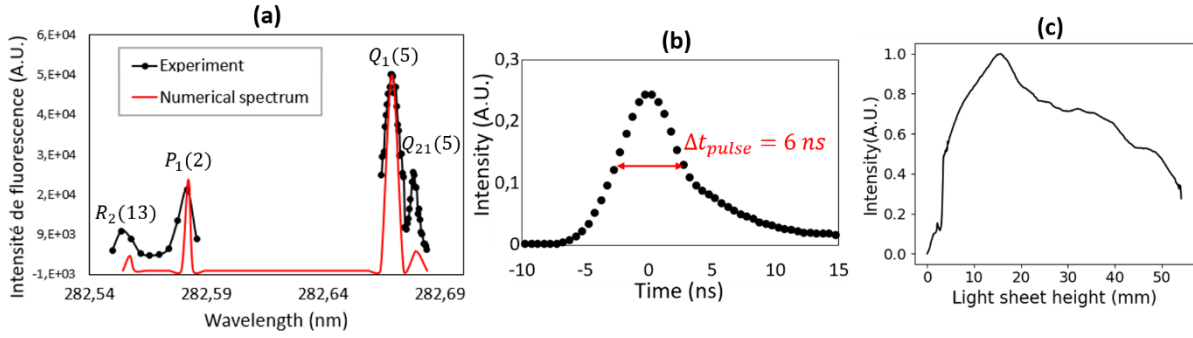 (a)
Intensité de fluorescence (A.U.)
6,E+04
5,E+04
4,E+04
3,E+04
2,E+04
9,E+03
-1,E+03
Experiment
Numerical spectrum
R₂(13)
P₁(2)
Q₁(5)
Q₂₁(5)
282,54
282,59
282,64
282,69
Wavelength (nm)
(b)
Intensity (A.U.)
0,3
0,2
0,1
0
Δt_pulse = 6 ns
-10
-5
0
5
10
15
Time (ns)
(c)
Intensity(A.U.)
1.0
0.8
0.6
0.4
0.2
0.0
0
10
20
30
40
50
Light sheet height (mm)